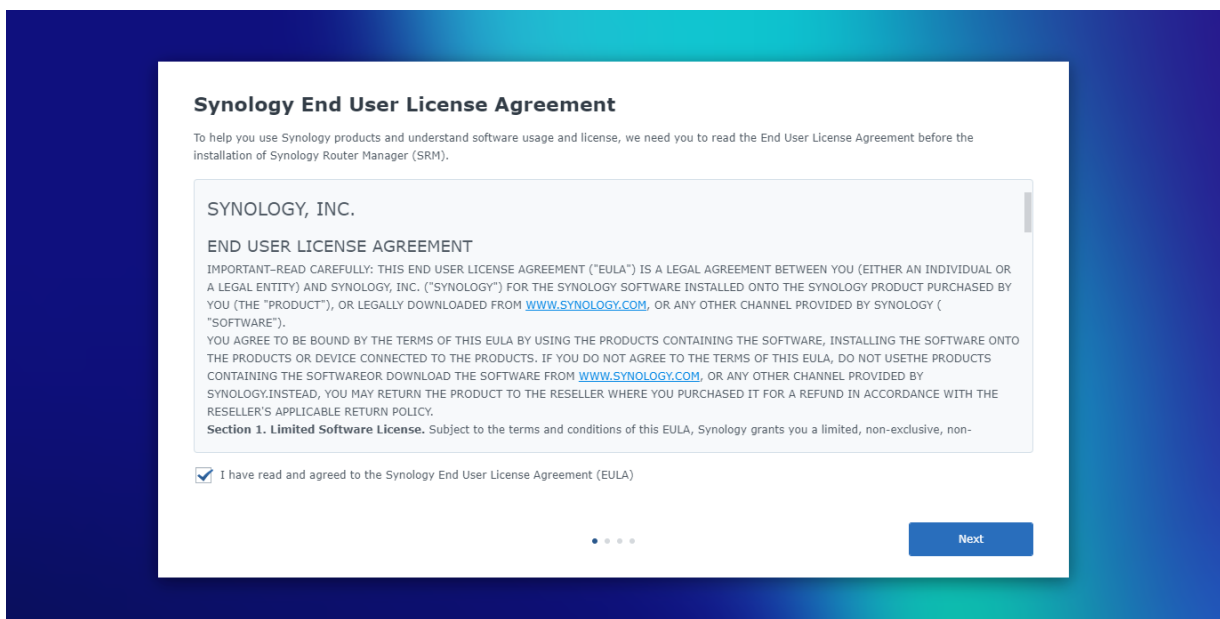 Synology End User License Agreement
To help you use Synology products and understand software usage and license, we need you to read the End User License Agreement before the
installation of Synology Router Manager (SRM).
SYNOLOGY, INC.
END USER LICENSE AGREEMENT
IMPORTANT–READ CAREFULLY: THIS END USER LICENSE AGREEMENT ("EULA") IS A LEGAL AGREEMENT BETWEEN YOU (EITHER AN INDIVIDUAL OR
A LEGAL ENTITY) AND SYNOLOGY, INC. ("SYNOLOGY") FOR THE SYNOLOGY SOFTWARE INSTALLED ONTO THE SYNOLOGY PRODUCT PURCHASED BY
YOU (THE "PRODUCT"), OR LEGALLY DOWNLOADED FROM WWW.SYNOLOGY.COM, OR ANY OTHER CHANNEL PROVIDED BY SYNOLOGY (
"SOFTWARE").
YOU AGREE TO BE BOUND BY THE TERMS OF THIS EULA BY USING THE PRODUCTS CONTAINING THE SOFTWARE, INSTALLING THE SOFTWARE ONTO
THE PRODUCTS OR DEVICE CONNECTED TO THE PRODUCTS. IF YOU DO NOT AGREE TO THE TERMS OF THIS EULA, DO NOT USETHE PRODUCTS
CONTAINING THE SOFTWAREOR DOWNLOAD THE SOFTWARE FROM WWW.SYNOLOGY.COM, OR ANY OTHER CHANNEL PROVIDED BY
SYNOLOGY.INSTEAD, YOU MAY RETURN THE PRODUCT TO THE RESELLER WHERE YOU PURCHASED IT FOR A REFUND IN ACCORDANCE WITH THE
RESELLER'S APPLICABLE RETURN POLICY.
Section 1. Limited Software License. Subject to the terms and conditions of this EULA, Synology grants you a limited, non-exclusive, non-
I have read and agreed to the Synology End User License Agreement (EULA)
Next